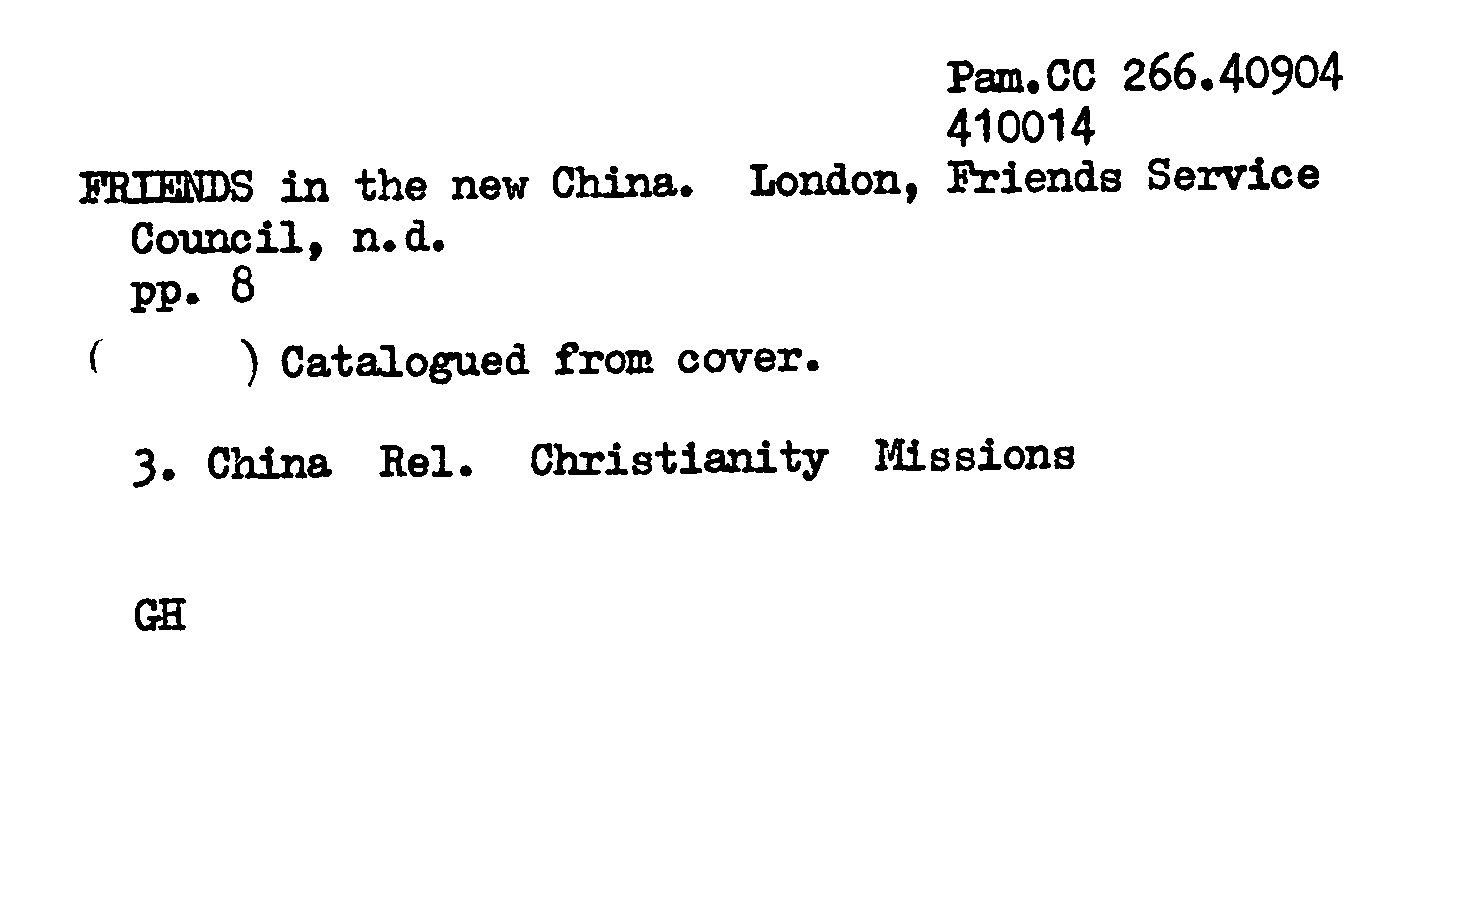 Pam.CC 266.40904
410014
FRIENDS in the new China. London, Friends Service
Council, n.d.
pp. 8
( ) Catalogued from cover.
3. China Rel. Christianity Missions
GH